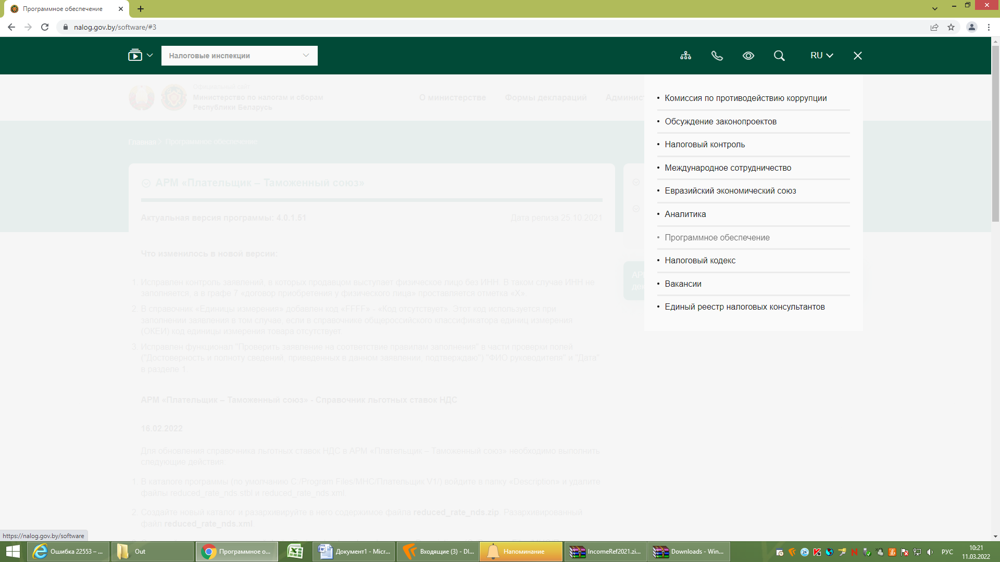 Программное обеспечение
nalog.gov.by/software/#3
Налоговые инспекции
RU
Официальный сайт
Министерство по налогам и сборам
Республики Беларусь
О министерстве
Формы деклараций
Админист
Комиссия по противодействию коррупции
Обсуждение законопроектов
Налоговый контроль
Международное сотрудничество
Евразийский экономический союз
Аналитика
Программное обеспечение
Налоговый кодекс
Вакансии
Единый реестр налоговых консультантов
Главная
Программное обеспечение
АРМ «Плательщик – Таможенный союз»
Актуальная версия программы: 4.0.1.51
Дата релиза 25.10.2021
Что изменилось в новой версии:
1. Исправлен контроль заявлений, в которых продавцом выступает физическое лицо без ИНН. В таком случае ИНН не
заполняется, а в графе 7 «договор приобретения у физического лица» проставляется отметка «Х»
2. В справочник «Единицы измерения» добавлен код «FFFF» - «Код отсутствует». Этот код используется при
заполнении заявления в том случае, если в справочнике общероссийского классификатора единиц измерения
(ОКЕИ) код единицы измерения товара отсутствует
3. Исправлен функционал "Проверить заявление на соответствие правилам заполнения" в части проверки полей
("Достоверность и полноту сведений, приведенных в данном заявлении, подтверждаю") "ФИО руководителя" и "Дата"
в разделе 1.
АРМ «Плательщик – Таможенный союз» - Справочник льготных ставок НДС
16.02.2022
Для обновления справочника льготных ставок НДС в АРМ «Плательщик – Таможенный союз» необходимо выполнить
следующие действия
1. В каталоге программы (по умолчанию C:/Program Files/МНС/Плательщик V1/) войдите в папку «Description» и удалите
файлы reduced_rate_nds.stbl и reduced_rate_nds.xml.
2. Создайте новый каталог и разархивируйте в него содержимое файла reduced_rate_nds.zip. Разархивированный
файл reduced_rate_nds.xml
https://nalog.gov.by/software
Ошибка 22553 – ...
Out
Программное о...
Документ1 - Micr...
Входящие (3) - DI...
Напоминание
IncomeRef2021.zi...
Downloads - Win...
24
РУС
10:21
11.03.2022